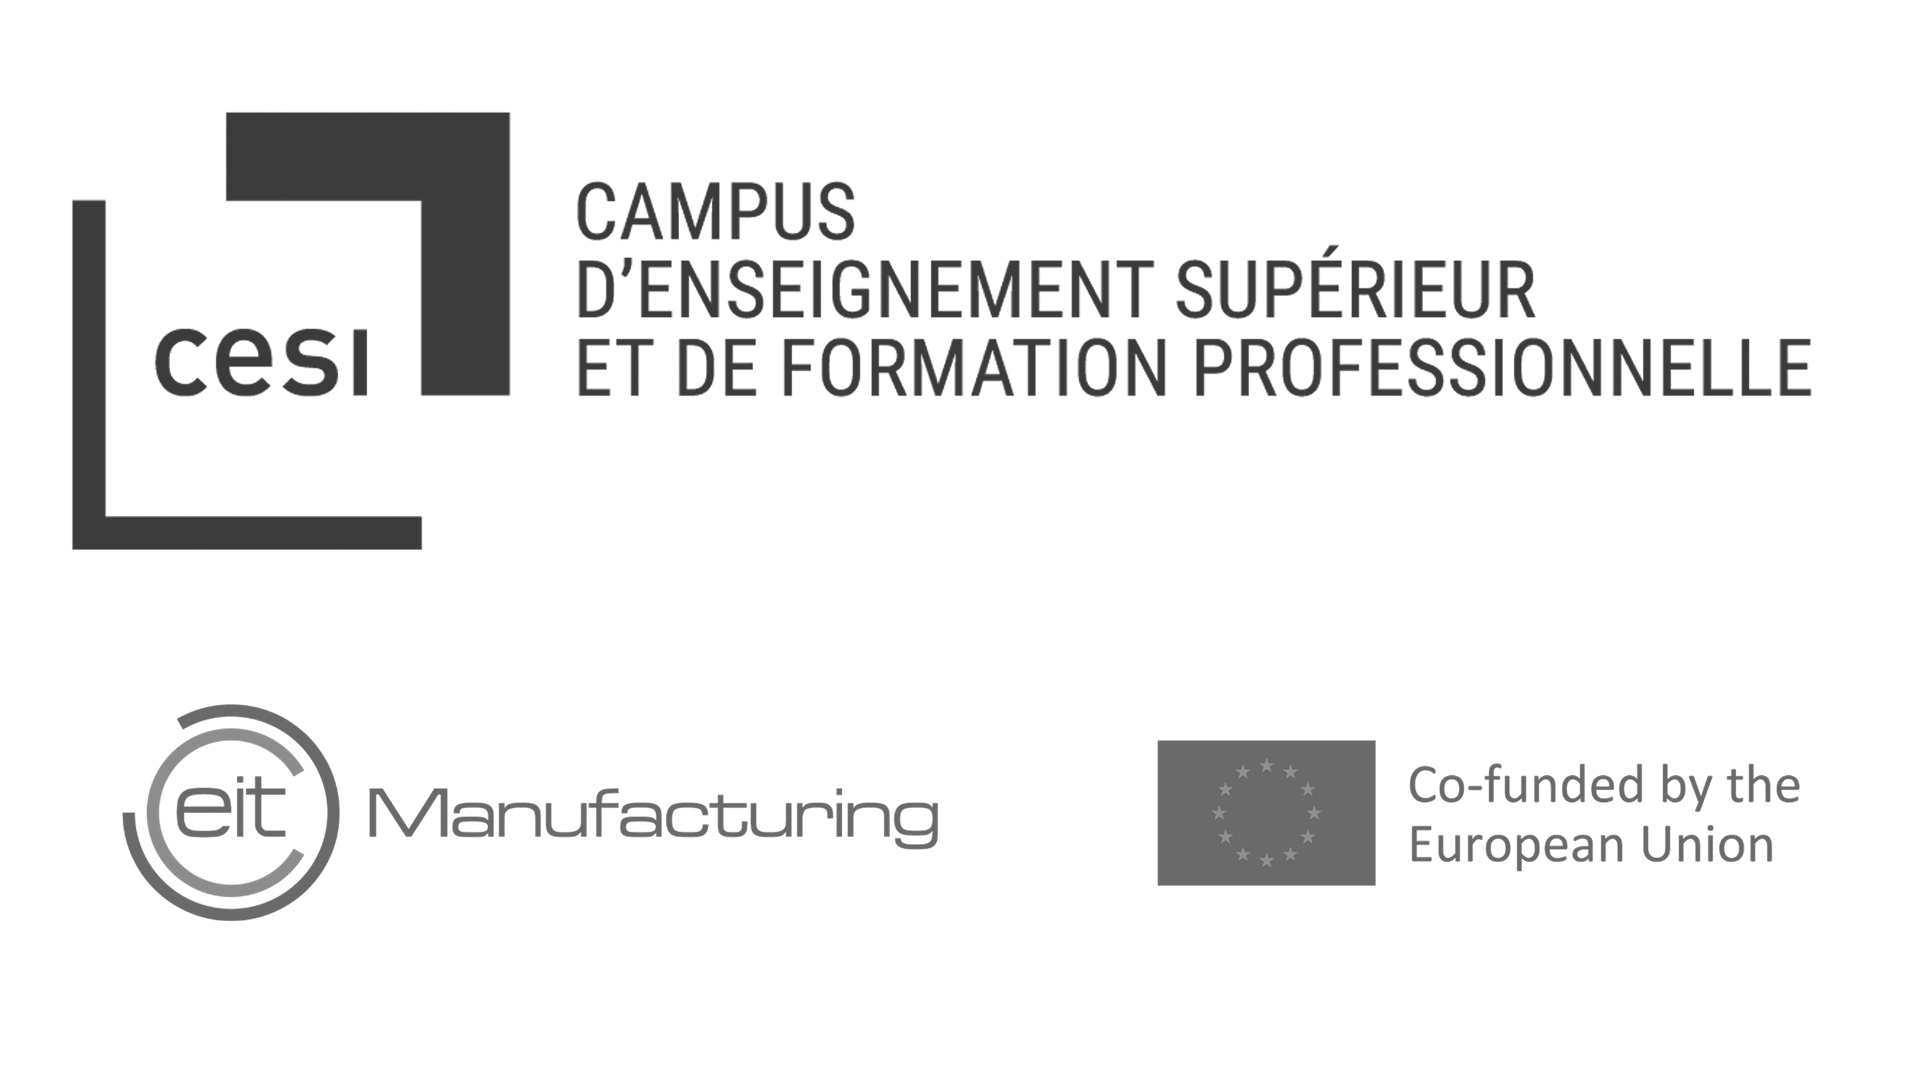 cesi
CAMPUS
D’ENSEIGNEMENT SUPÉRIEUR
ET DE FORMATION PROFESSIONNELLE
eit Manufacturing
Co-funded by the
European Union